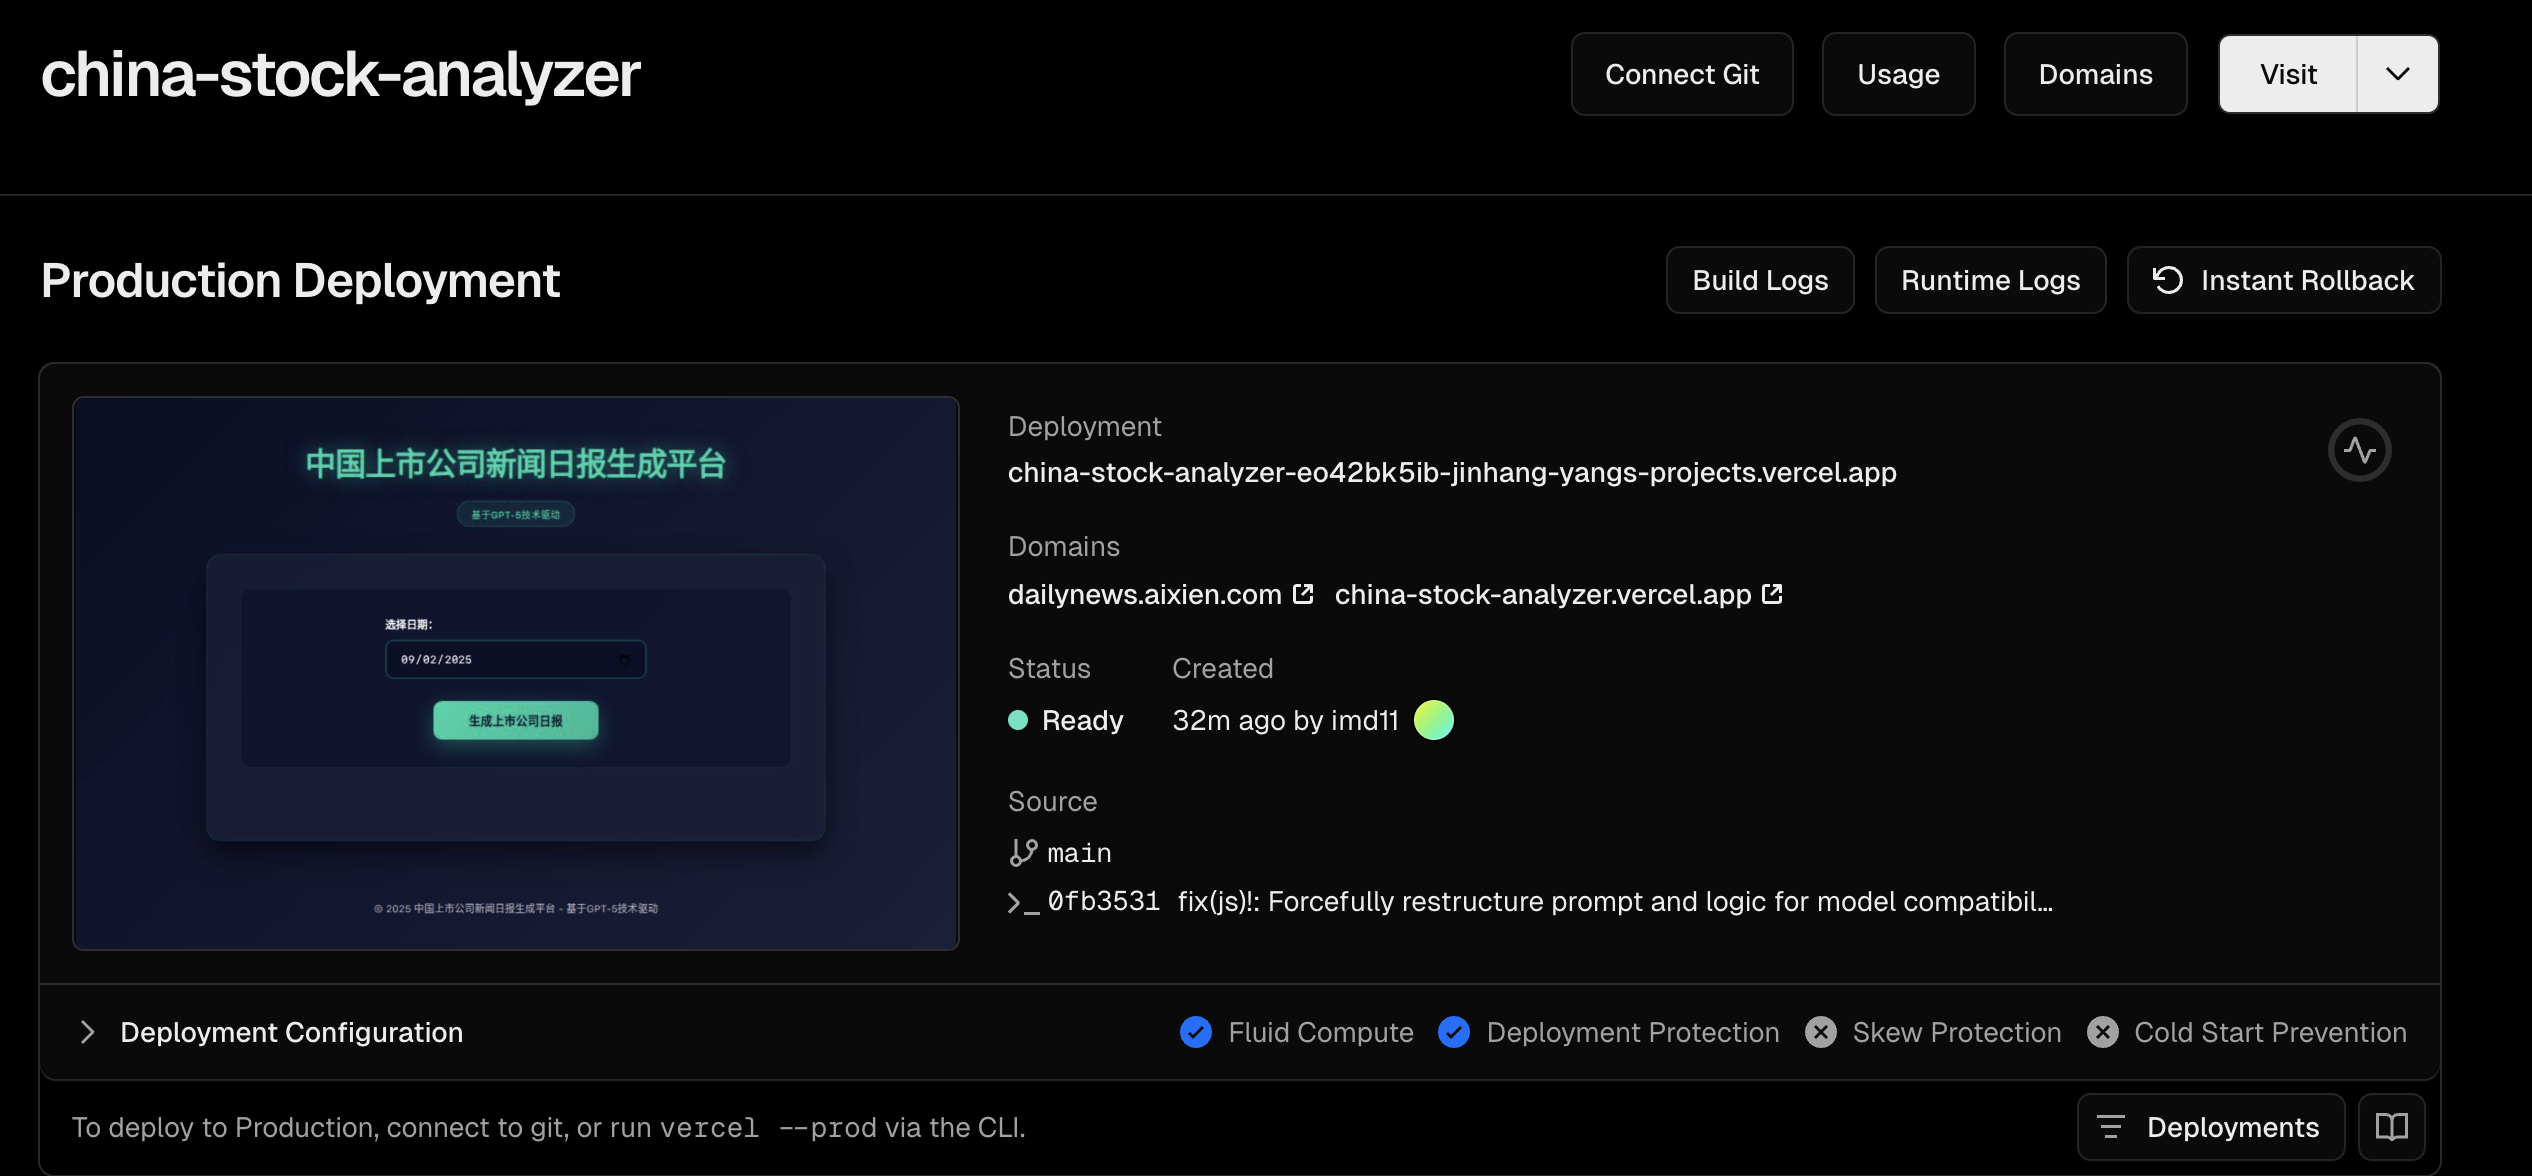 china-stock-analyzer
Connect Git
Usage
Domains
Visit
Production Deployment
Build Logs
Runtime Logs
Instant Rollback
中国上市公司新闻日报生成平台
基于GPT-5技术驱动
选择日期：
09/02/2025
生成上市公司日报
© 2025 中国上市公司新闻日报生成平台 - 基于GPT-5技术驱动
Deployment
china-stock-analyzer-eo42bk5ib-jinhang-yangs-projects.vercel.app
Domains
dailynews.aixien.com china-stock-analyzer.vercel.app
Status Created
Ready 32m ago by imd11
Source
main
0fb3531 fix(js)!: Forcefully restructure prompt and logic for model compatibil...
Deployment Configuration
Fluid Compute Deployment Protection Skew Protection Cold Start Prevention
To deploy to Production, connect to git, or run vercel --prod via the CLI.
Deployments